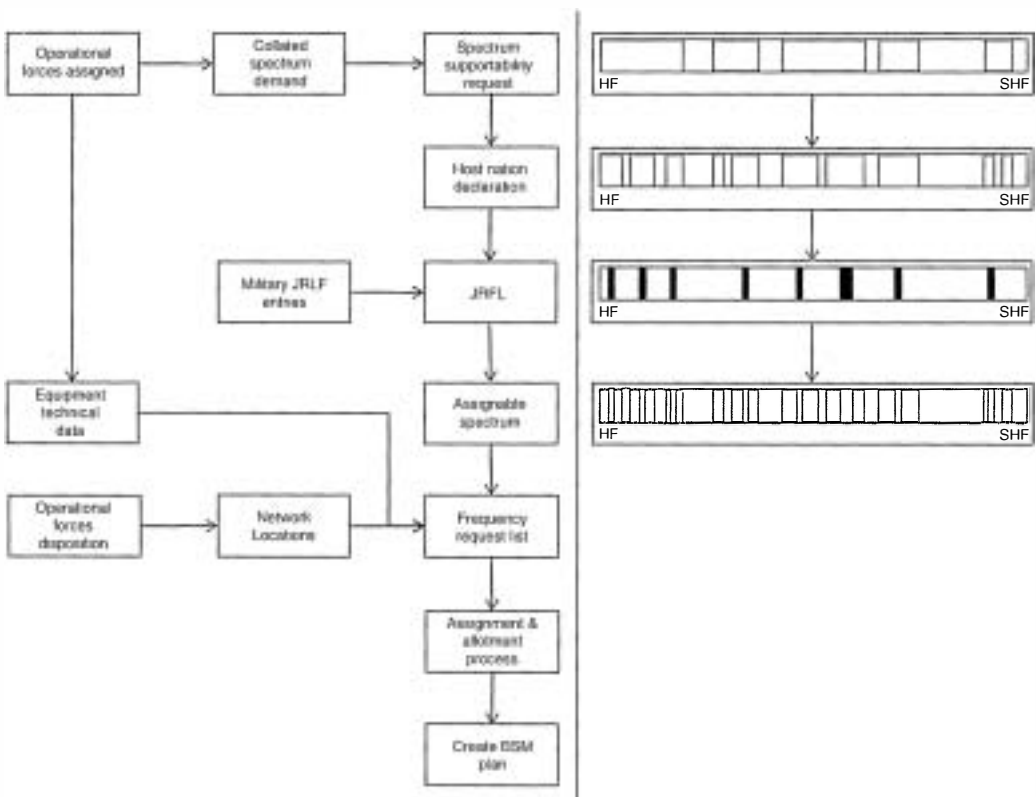 Operational
forces assigned
Collated
spectrum
demand
Spectrum
supportability
request
Host nation
declaration
Military JRLF
entries
JRFL
Equipment
technical
data
Assignable
spectrum
Operational
forces
disposition
Network
Locations
Frequency
request list
Assignment &
allotment
process
Create BSM
plan
HF
SHF
HF
SHF
HF
SHF
HF
SHF